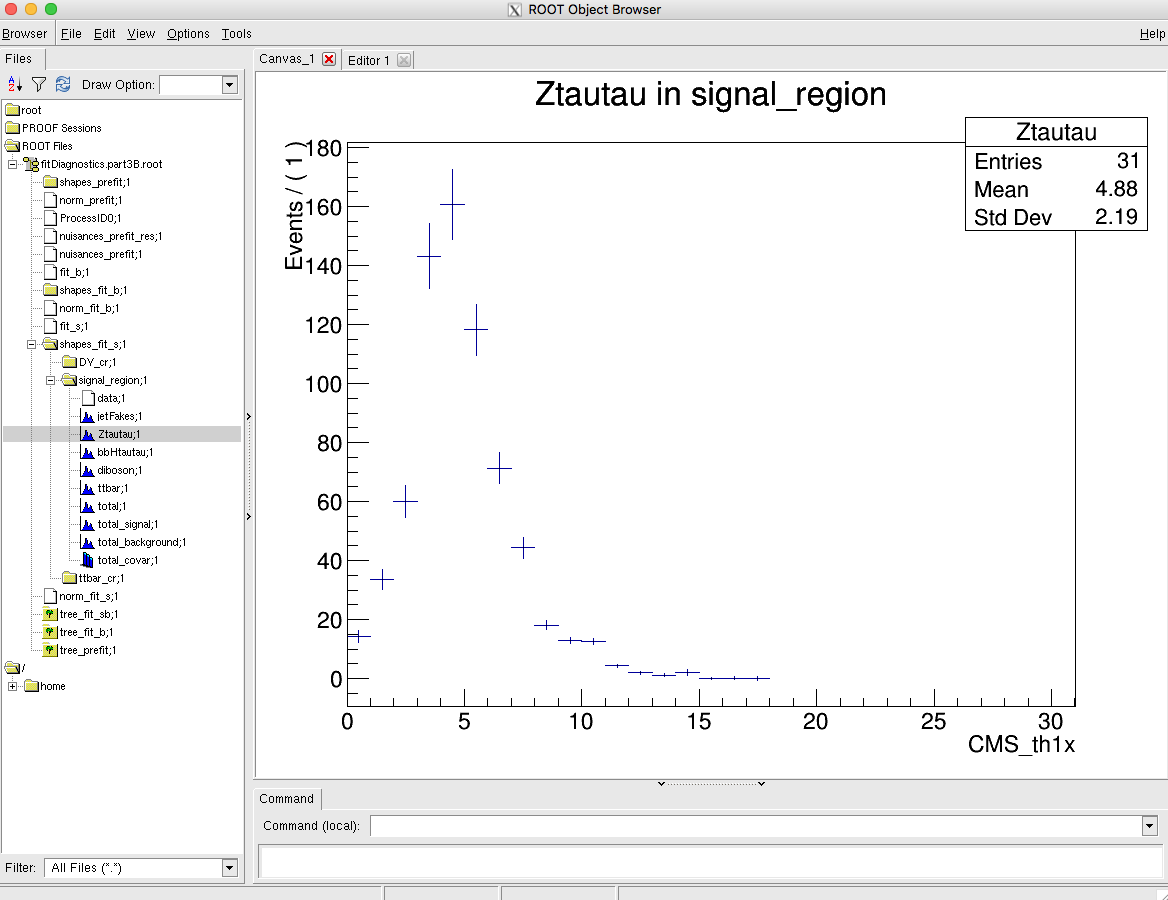 ROOT Object Browser
Browser File Edit View Options Tools Help
Files
Draw Option:
root
PROOF Sessions
ROOT Files
fitDiagnostics.part3B.root
shapes_prefit;1
norm_prefit;1
ProcessID0;1
nuisances_prefit_res;1
nuisances_prefit;1
fit_b;1
shapes_fit_b;1
norm_fit_b;1
fit_s;1
shapes_fit_s;1
DV_cr;1
signal_region;1
data;1
jetFakes;1
Ztautau;1
bbHtautau;1
diboson;1
ttbar;1
total;1
total_signal;1
total_background;1
total_covar;1
ttbar_cr;1
norm_fit_s;1
tree_fit_sb;1
tree_fit_b;1
tree_prefit;1
/
home
Filter: All Files (*.*)
Canvas_1 Editor 1
Ztautau in signal_region
Ztautau
Entries 31
Mean 4.88
Std Dev 2.19
Events / ( 1 )
180
160
140
120
100
80
60
40
20
0
0 5 10 15 20 25 30
CMS_th1x
Command
Command (local):